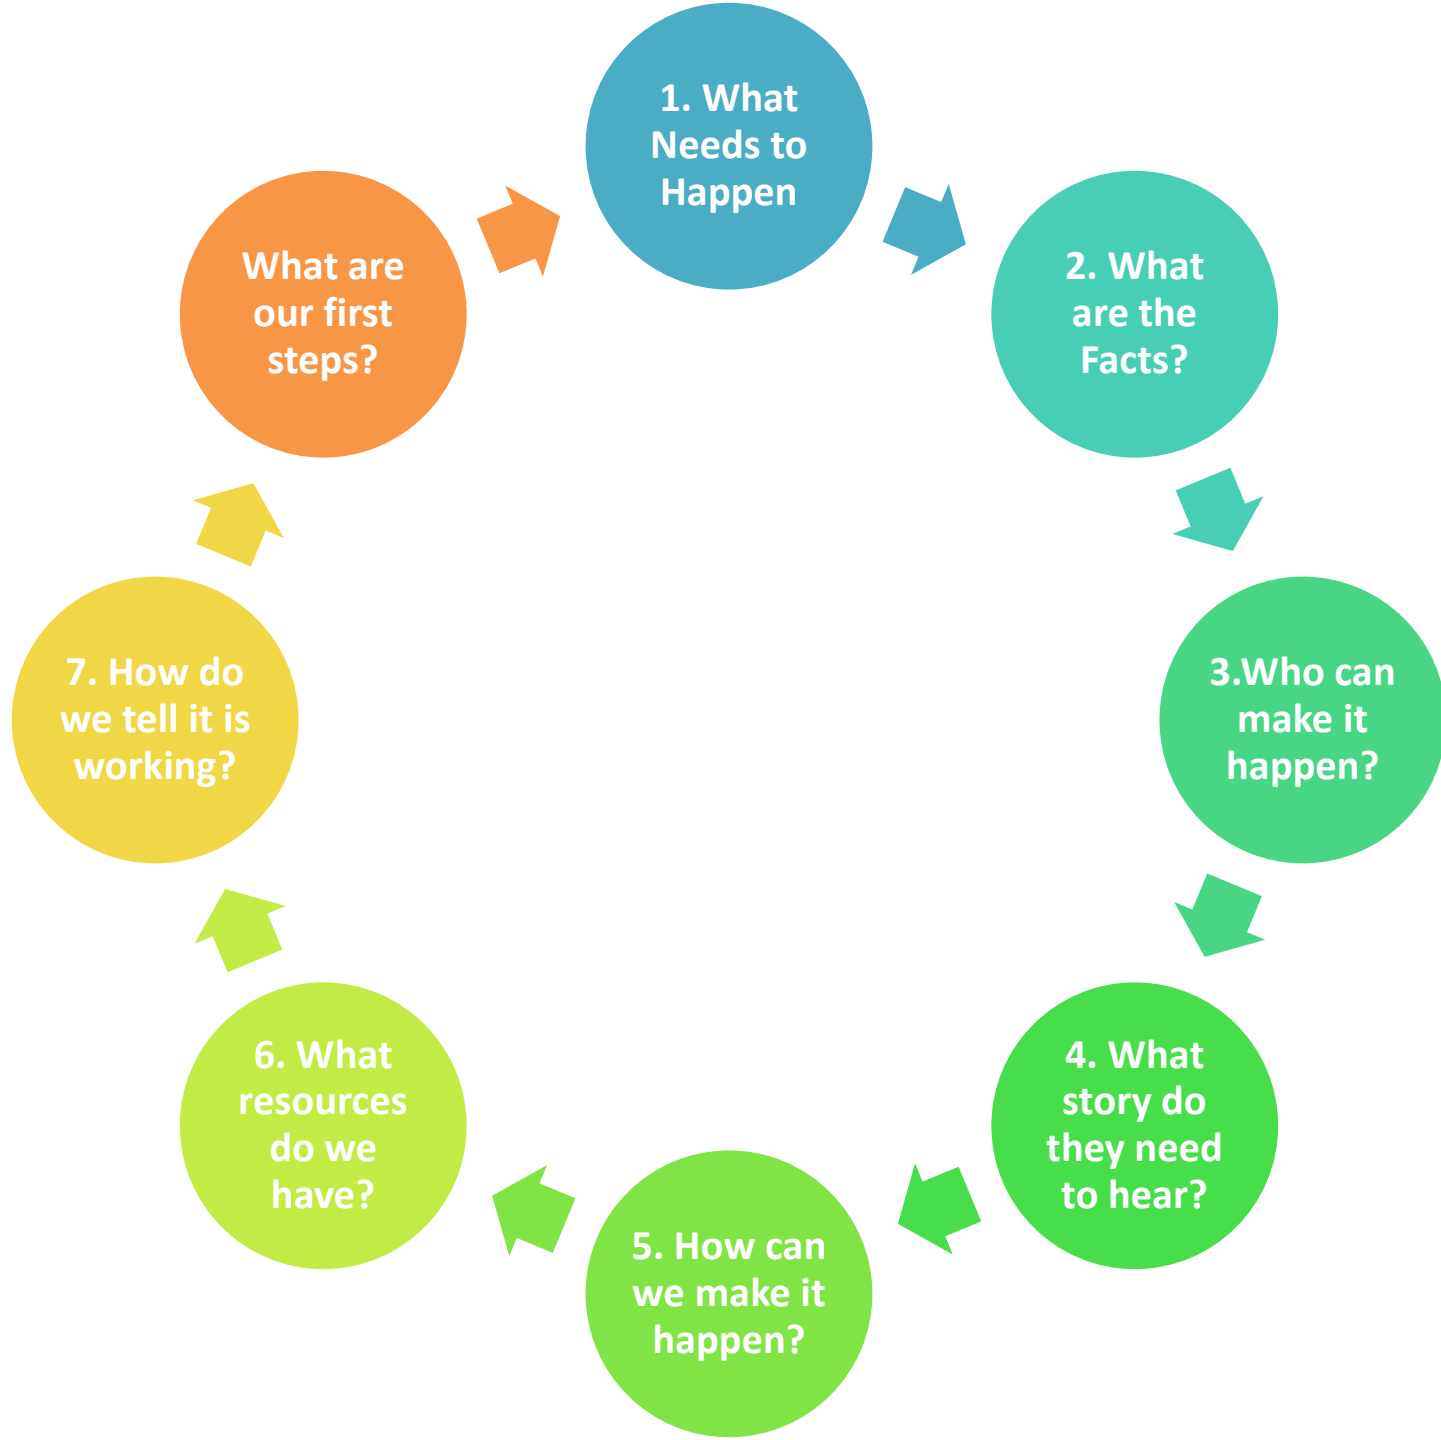 1. What
Needs to
Happen
2. What
are the
Facts?
3.Who can
make it
happen?
4. What
story do
they need
to hear?
5. How can
we make it
happen?
6. What
resources
do we
have?
7. How do
we tell it is
working?
What are
our first
steps?